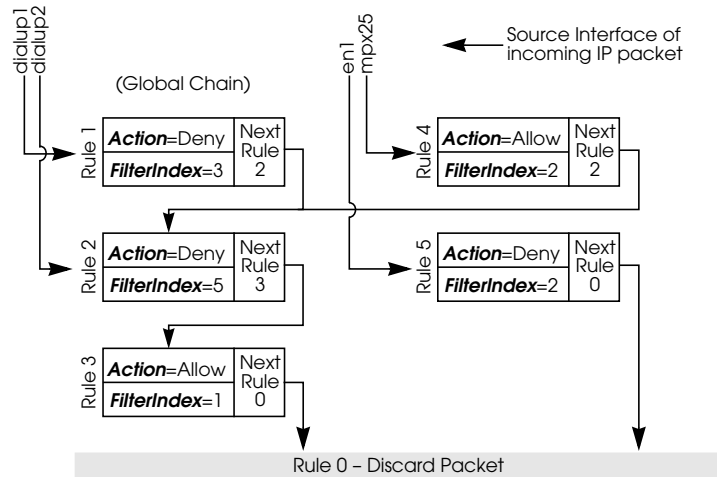 dialup1
dialup2
en1
mpx25
Source Interface of
incoming IP packet
(Global Chain)
Rule 1
Action=Deny
FilterIndex=3
Next
Rule
2
Rule 4
Action=Allow
FilterIndex=2
Next
Rule
2
Rule 2
Action=Deny
FilterIndex=5
Next
Rule
3
Rule 5
Action=Deny
FilterIndex=2
Next
Rule
0
Rule 3
Action=Allow
FilterIndex=1
Next
Rule
0
Rule 0 – Discard Packet